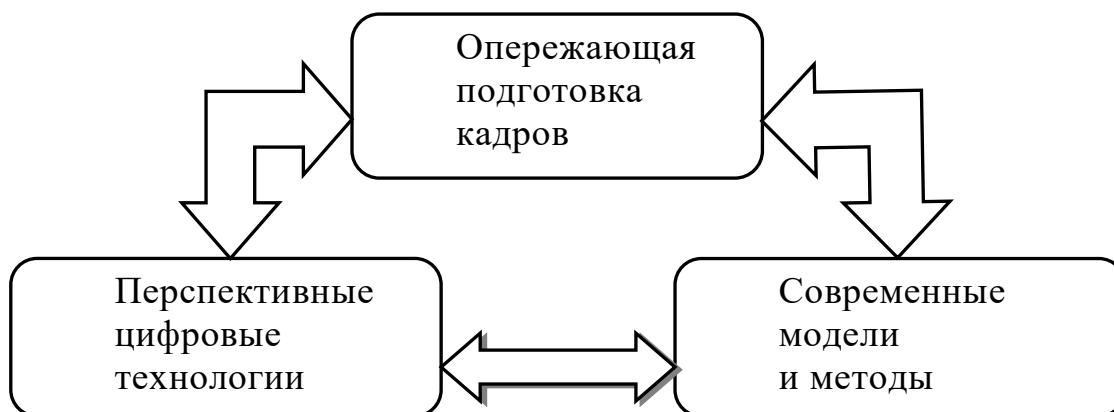 Опережающая
подготовка
кадров
Перспективные
цифровые
технологии
Современные
модели
и методы